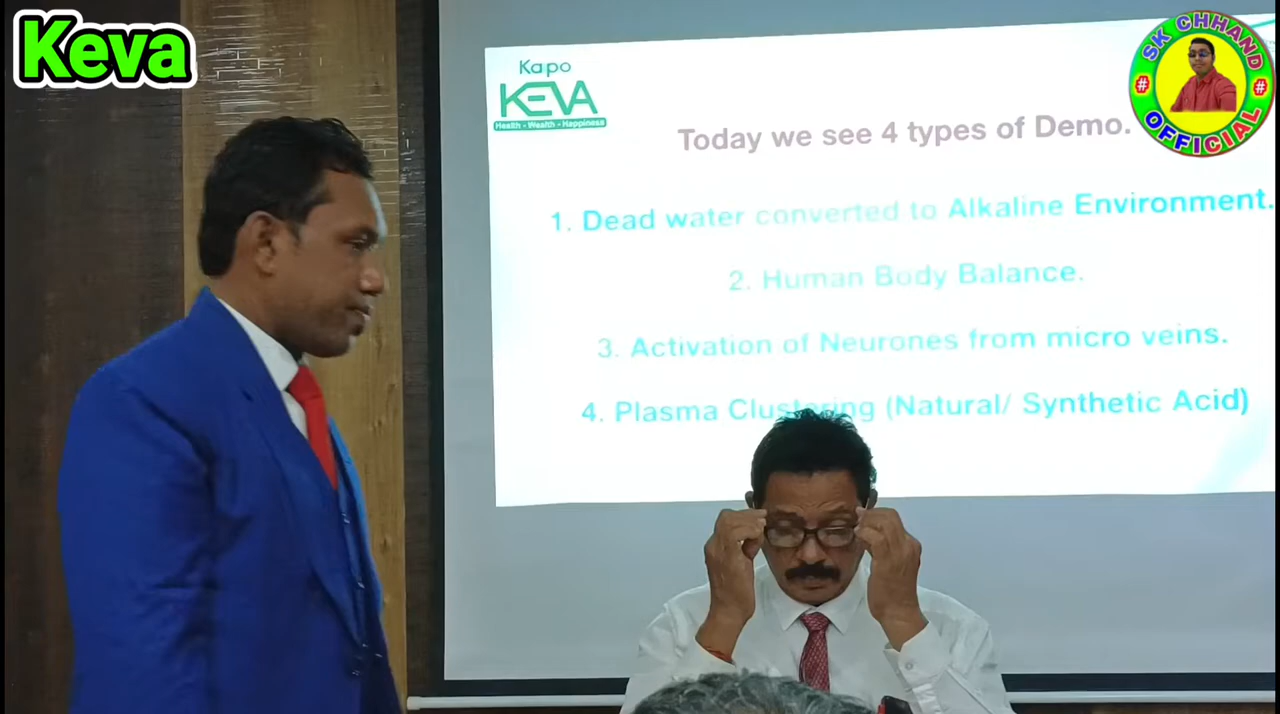 Keva
Kapo
KEVA
Health - Wealth - Happiness
SK CHHAND
# #
OFFICIAL
Today we see 4 types of Demo.
1. Dead water converted to Alkaline Environment.
2. Human Body Balance.
3. Activation of Neurones from micro veins.
4. Plasma Clustering (Natural/ Synthetic Acid)